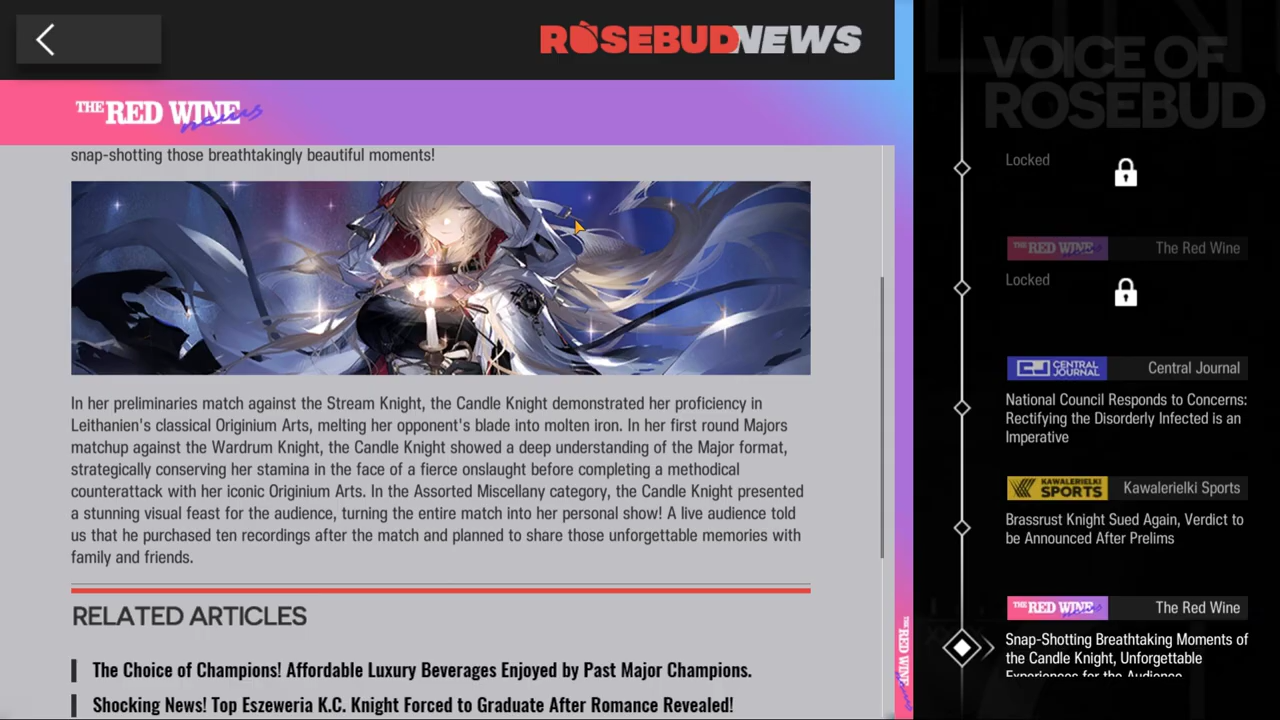 ROSEBUDNEWS
THE RED WINE news
snap-shotting those breathtakingly beautiful moments!
In her preliminaries match against the Stream Knight, the Candle Knight demonstrated her proficiency in
Leithanien's classical Originium Arts, melting her opponent's blade into molten iron. In her first round Majors
matchup against the Wardrum Knight, the Candle Knight showed a deep understanding of the Major format,
strategically conserving her stamina in the face of a fierce onslaught before completing a methodical
counterattack with her iconic Originium Arts. In the Assorted Miscellany category, the Candle Knight presented
a stunning visual feast for the audience, turning the entire match into her personal show! A live audience told
us that he purchased ten recordings after the match and planned to share those unforgettable memories with
family and friends.
RELATED ARTICLES
The Choice of Champions! Affordable Luxury Beverages Enjoyed by Past Major Champions.
Shocking News! Top Eszeweria K.C. Knight Forced to Graduate After Romance Revealed!
THE RED WINE news
VOICE OF
ROSEBUD
Locked
THE RED WINE news The Red Wine
Locked
CENTRAL JOURNAL Central Journal
National Council Responds to Concerns:
Rectifying the Disorderly Infected is an
Imperative
KAWALERIELKI SPORTS Kawalerielki Sports
Brassrust Knight Sued Again, Verdict to
be Announced After Prelims
THE RED WINE news The Red Wine
Snap-Shotting Breathtaking Moments of
the Candle Knight, Unforgettable
Experiences for the Audience